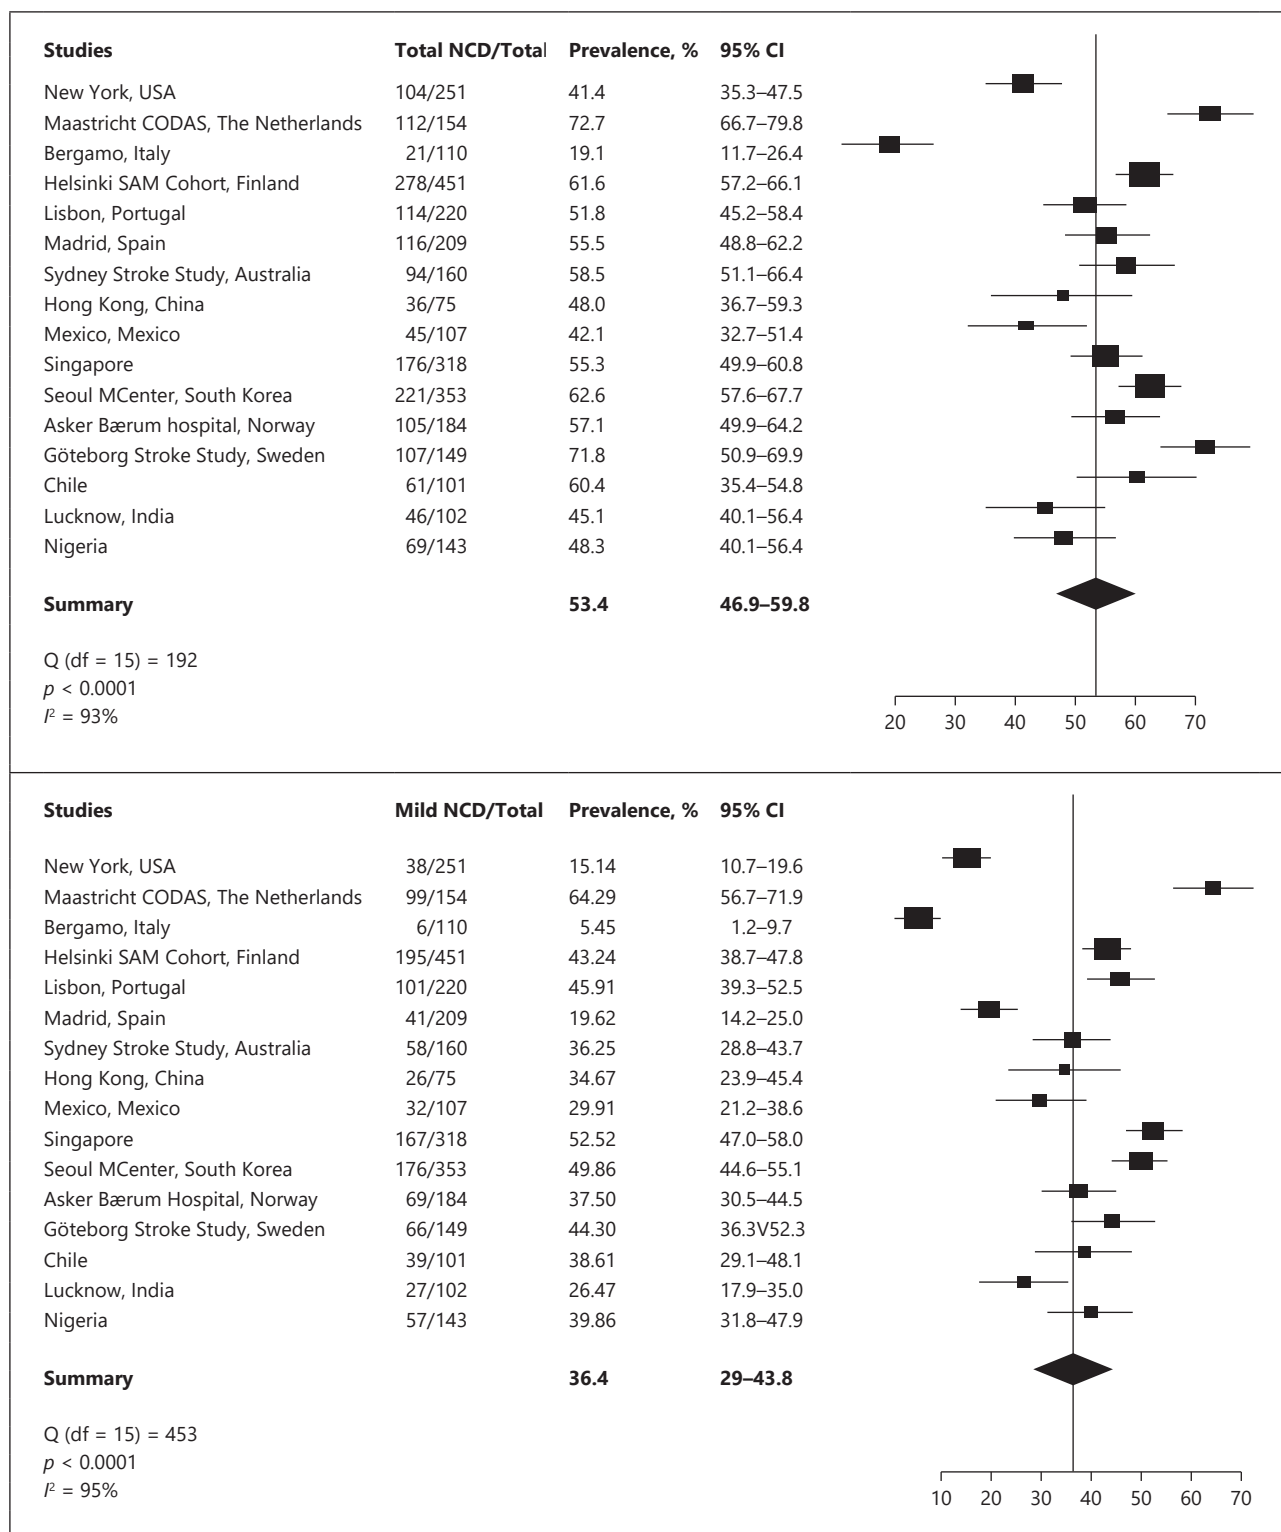 Studies Total NCD/Total Prevalence, % 95% CI
New York, USA 104/251 41.4 35.3–47.5
Maastricht CODAS, The Netherlands 112/154 72.7 66.7–79.8
Bergamo, Italy 21/110 19.1 11.7–26.4
Helsinki SAM Cohort, Finland 278/451 61.6 57.2–66.1
Lisbon, Portugal 114/220 51.8 45.2–58.4
Madrid, Spain 116/209 55.5 48.8–62.2
Sydney Stroke Study, Australia 94/160 58.5 51.1–66.4
Hong Kong, China 36/75 48.0 36.7–59.3
Mexico, Mexico 45/107 42.1 32.7–51.4
Singapore 176/318 55.3 49.9–60.8
Seoul MCenter, South Korea 221/353 62.6 57.6–67.7
Asker Bærum hospital, Norway 105/184 57.1 49.9–64.2
Göteborg Stroke Study, Sweden 107/149 71.8 50.9–69.9
Chile 61/101 60.4 35.4–54.8
Lucknow, India 46/102 45.1 40.1–56.4
Nigeria 69/143 48.3 40.1–56.4
Summary 53.4 46.9–59.8
Q (df = 15) = 192
p < 0.0001
I² = 93%
20 30 40 50 60 70
Studies Mild NCD/Total Prevalence, % 95% CI
New York, USA 38/251 15.14 10.7–19.6
Maastricht CODAS, The Netherlands 99/154 64.29 56.7–71.9
Bergamo, Italy 6/110 5.45 1.2–9.7
Helsinki SAM Cohort, Finland 195/451 43.24 38.7–47.8
Lisbon, Portugal 101/220 45.91 39.3–52.5
Madrid, Spain 41/209 19.62 14.2–25.0
Sydney Stroke Study, Australia 58/160 36.25 28.8–43.7
Hong Kong, China 26/75 34.67 23.9–45.4
Mexico, Mexico 32/107 29.91 21.2–38.6
Singapore 167/318 52.52 47.0–58.0
Seoul MCenter, South Korea 176/353 49.86 44.6–55.1
Asker Bærum Hospital, Norway 69/184 37.50 30.5–44.5
Göteborg Stroke Study, Sweden 66/149 44.30 36.3V52.3
Chile 39/101 38.61 29.1–48.1
Lucknow, India 27/102 26.47 17.9–35.0
Nigeria 57/143 39.86 31.8–47.9
Summary 36.4 29–43.8
Q (df = 15) = 453
p < 0.0001
I² = 95%
10 20 30 40 50 60 70